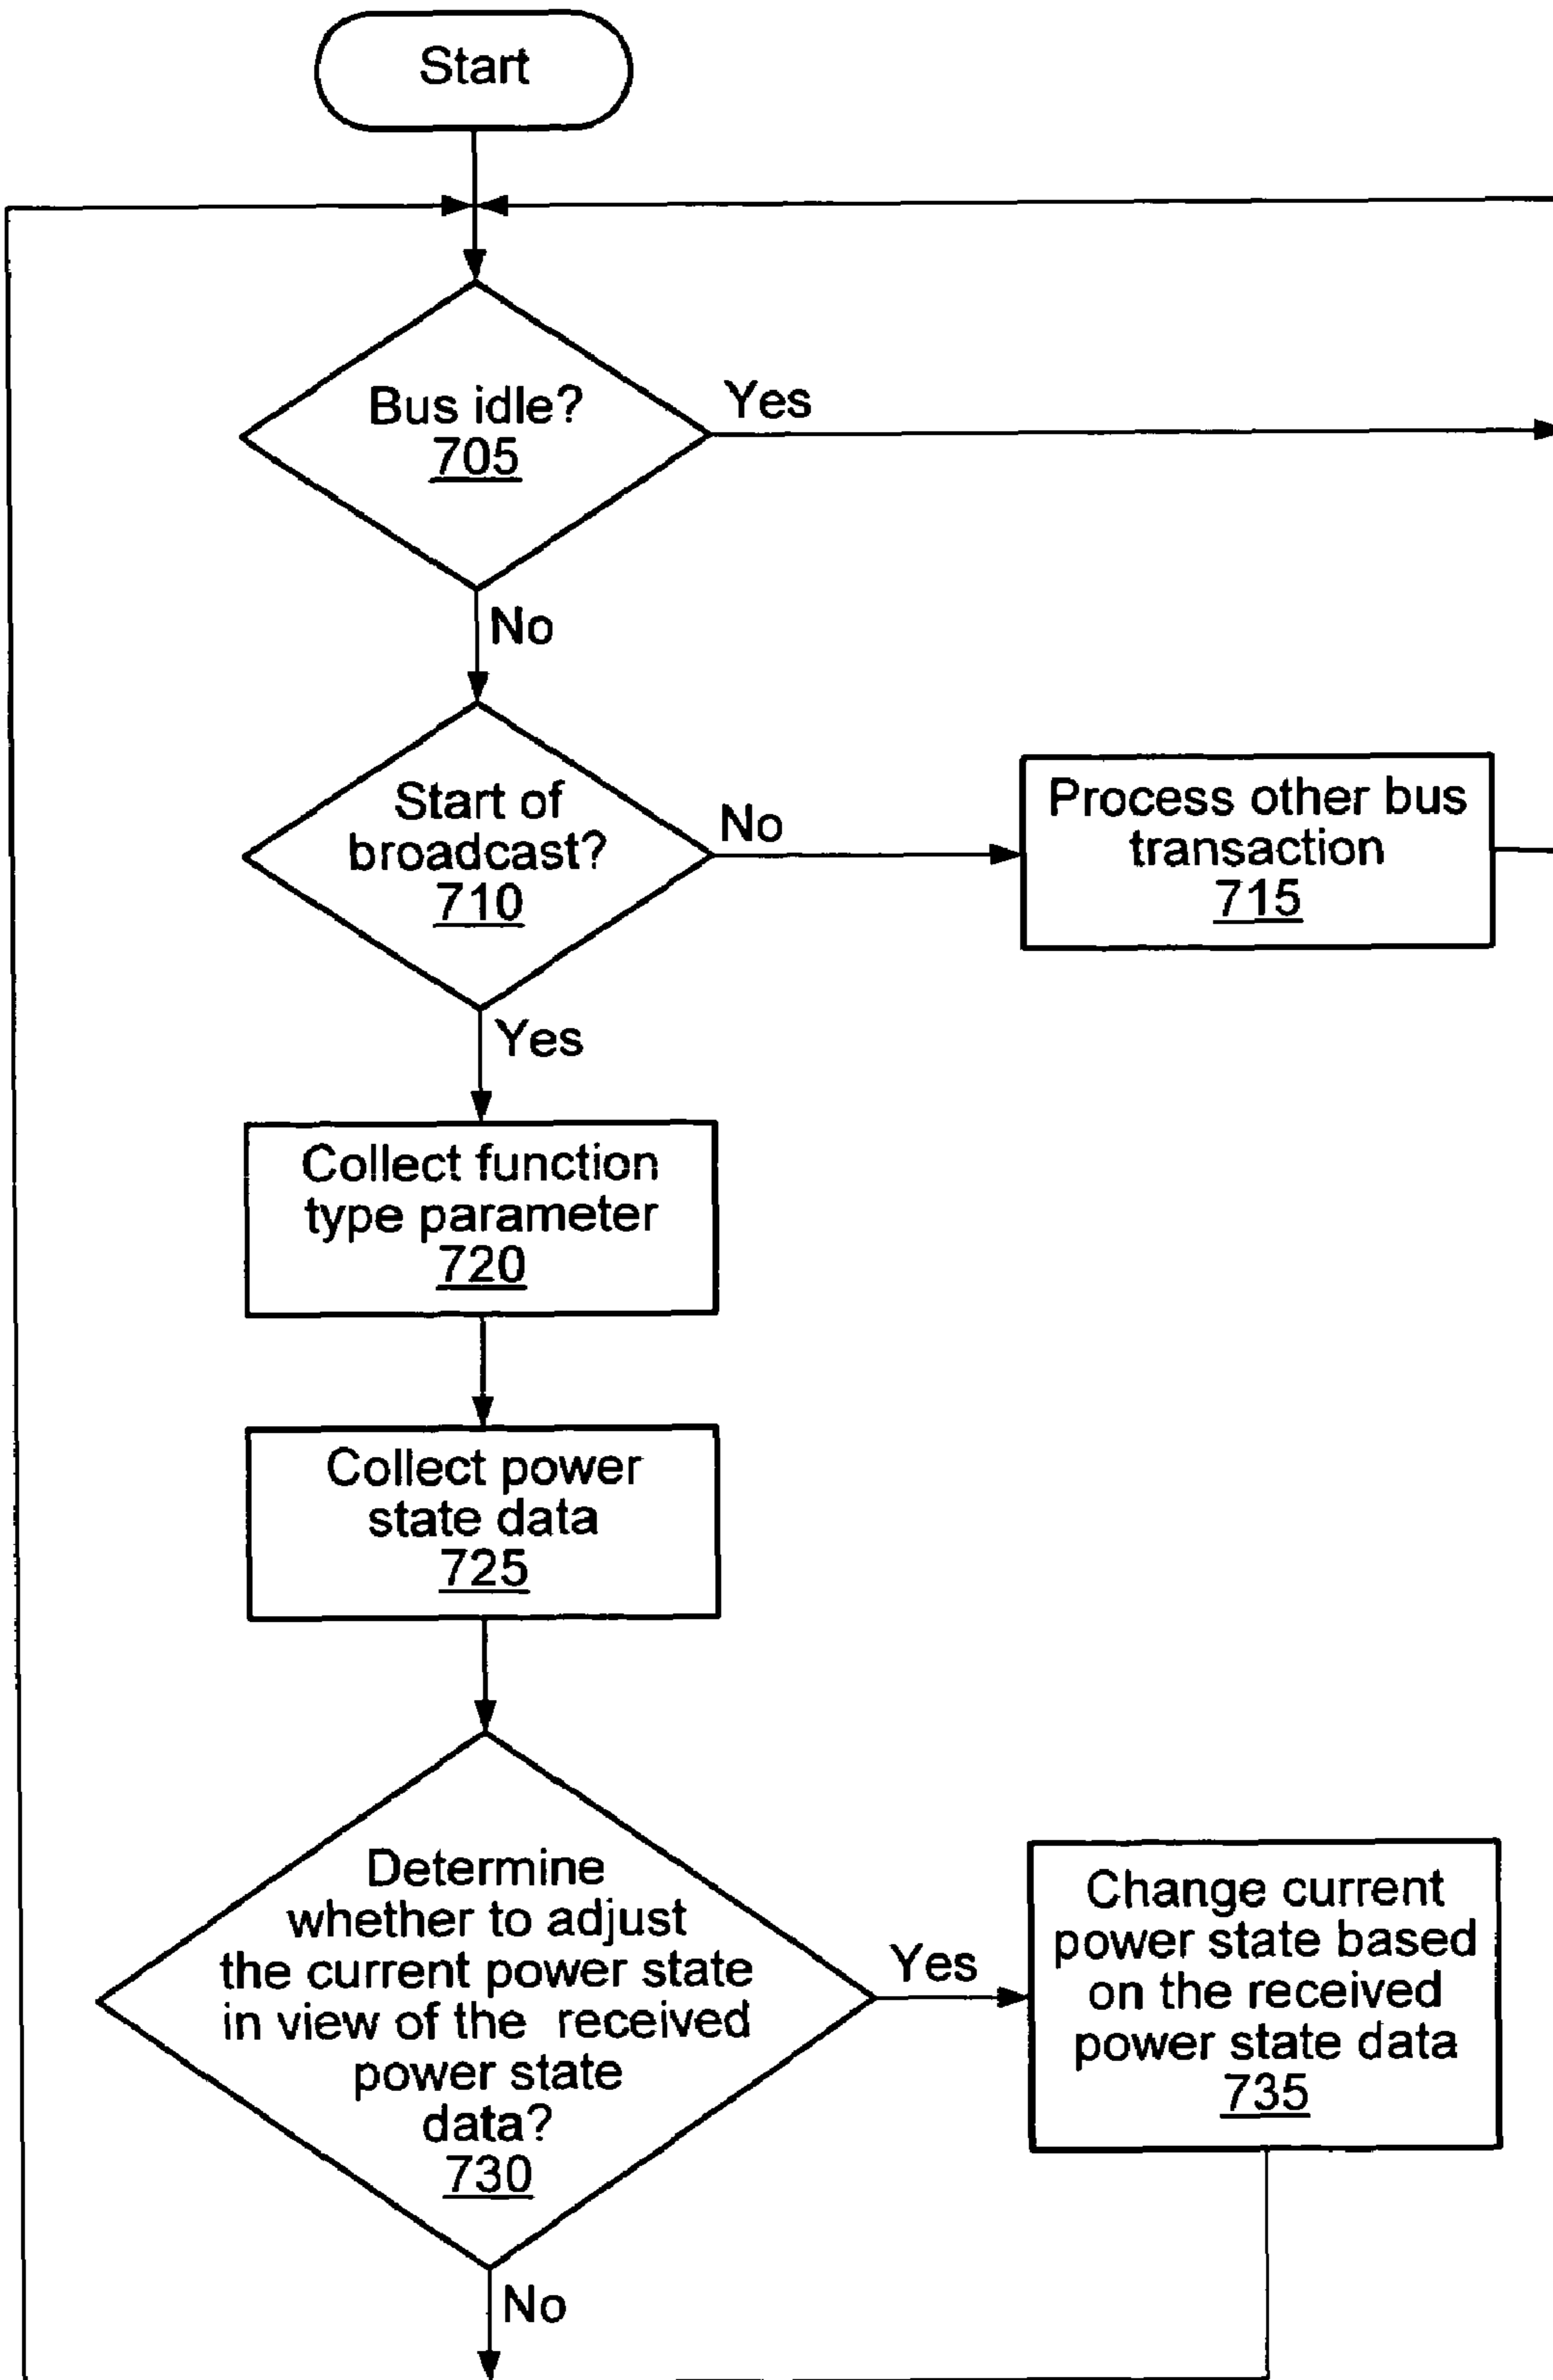 Start
Bus idle?
705
Yes
No
Start of
broadcast?
710
No
Process other bus
transaction
715
Yes
Collect function
type parameter
720
Collect power
state data
725
Determine
whether to adjust
the current power state
in view of the received
power state
data?
730
Yes
Change current
power state based
on the received
power state data
735
No